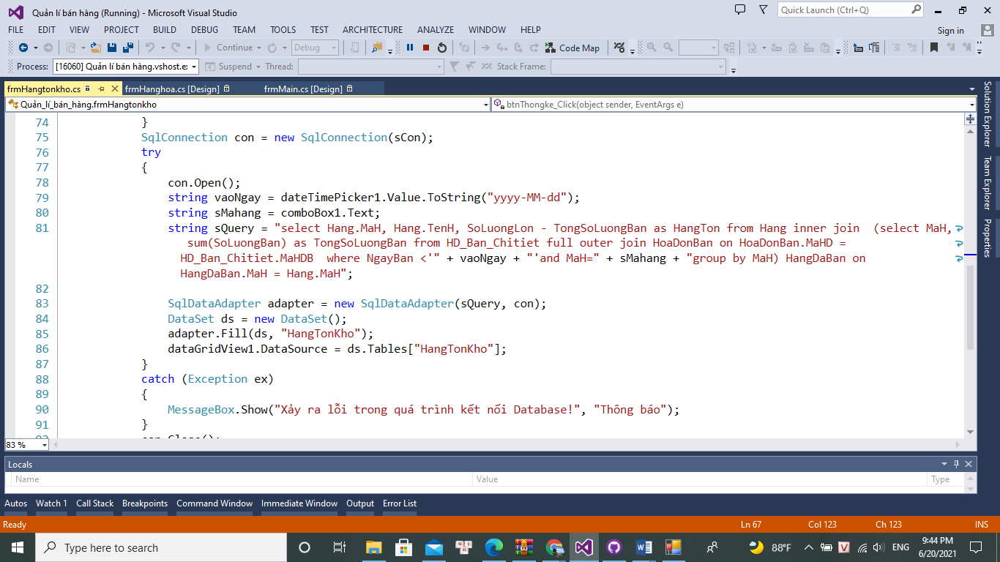 Quản lí bán hàng (Running) - Microsoft Visual Studio
Quick Launch (Ctrl+Q)
FILE EDIT VIEW PROJECT BUILD DEBUG TEAM TOOLS TEST ARCHITECTURE ANALYZE WINDOW HELP
Sign in
Continue Debug Code Map
Process: [16060] Quản lí bán hàng.vshost.ex Suspend Thread: Stack Frame:
frmHangtonkho.cs frmHanghoa.cs [Design] frmMain.cs [Design]
Quản_lí_bán_hàng.frmHangtonkho btnThongke_Click(object sender, EventArgs e)
74 }
75 SqlConnection con = new SqlConnection(sCon);
76 try
77 {
78 con.Open();
79 string vaoNgay = dateTimePicker1.Value.ToString("yyyy-MM-dd");
80 string sMahang = comboBox1.Text;
81 string sQuery = "select Hang.MaH, Hang.TenH, SoLuongLon - TongSoLuongBan as HangTon from Hang inner join  (select MaH,
sum(SoLuongBan) as TongSoLuongBan from HD_Ban_Chitiet full outer join HoaDonBan on HoaDonBan.MaHD =
HD_Ban_Chitiet.MaHDB  where NgayBan <'" + vaoNgay + "'and MaH=" + sMahang + "group by MaH) HangDaBan on
HangDaBan.MaH = Hang.MaH";
82
83 SqlDataAdapter adapter = new SqlDataAdapter(sQuery, con);
84 DataSet ds = new DataSet();
85 adapter.Fill(ds, "HangTonKho");
86 dataGridView1.DataSource = ds.Tables["HangTonKho"];
87 }
88 catch (Exception ex)
89 {
90 MessageBox.Show("Xảy ra lỗi trong quá trình kết nối Database!", "Thông báo");
91 }
92 con.Close();
83 %
Solution Explorer
Team Explorer
Properties
Locals
Name Value Type
Autos Watch 1 Call Stack Breakpoints Command Window Immediate Window Output Error List
Ready Ln 67 Col 123 Ch 123 INS
Type here to search
88°F ENG
9:44 PM
6/20/2021